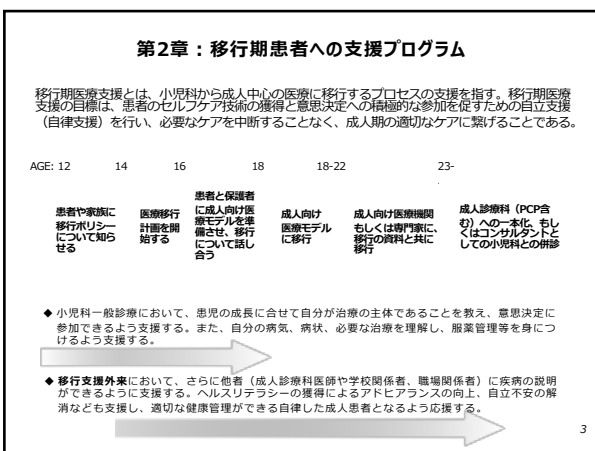 第2章：移行期患者への支援プログラム
移行期医療支援とは、小児科から成人中心の医療に移行するプロセスの支援を指す。移行期医療
支援の目標は、患者のセルフケア技術の獲得と意思決定への積極的な参加を促すための自立支援
（自律支援）を行い、必要なケアを中断することなく、成人期の適切なケアに繋げることである。
AGE: 12 14 16 18 18-22 23-
患者や家族に
移行ポリシー
について知ら
せる
医療移行
計画を開
始する
患者と保護者
に成人向け医
療モデルを準
備させ、移行
について話し
合う
成人向け
医療モデル
に移行
成人向け医療機関
もしくは専門家に、
移行の資料と共に
移行
成人診療科（PCP含
む）への一本化、もし
くはコンサルタントと
しての小児科との併診
◆ 小児科一般診療において、患児の成長に合せて自分が治療の主体であることを教え、意思決定に
参加できるよう支援する。また、自分の病気、病状、必要な治療を理解し、服薬管理等を身につ
けるよう支援する。
◆ 移行支援外来において、さらに他者（成人診療科医師や学校関係者、職場関係者）に疾病の説明
ができるように支援する。ヘルスリテラシーの獲得によるアドヒアランスの向上、自立不安の解
消なども支援し、適切な健康管理ができる自律した成人患者となるよう応援する。
3